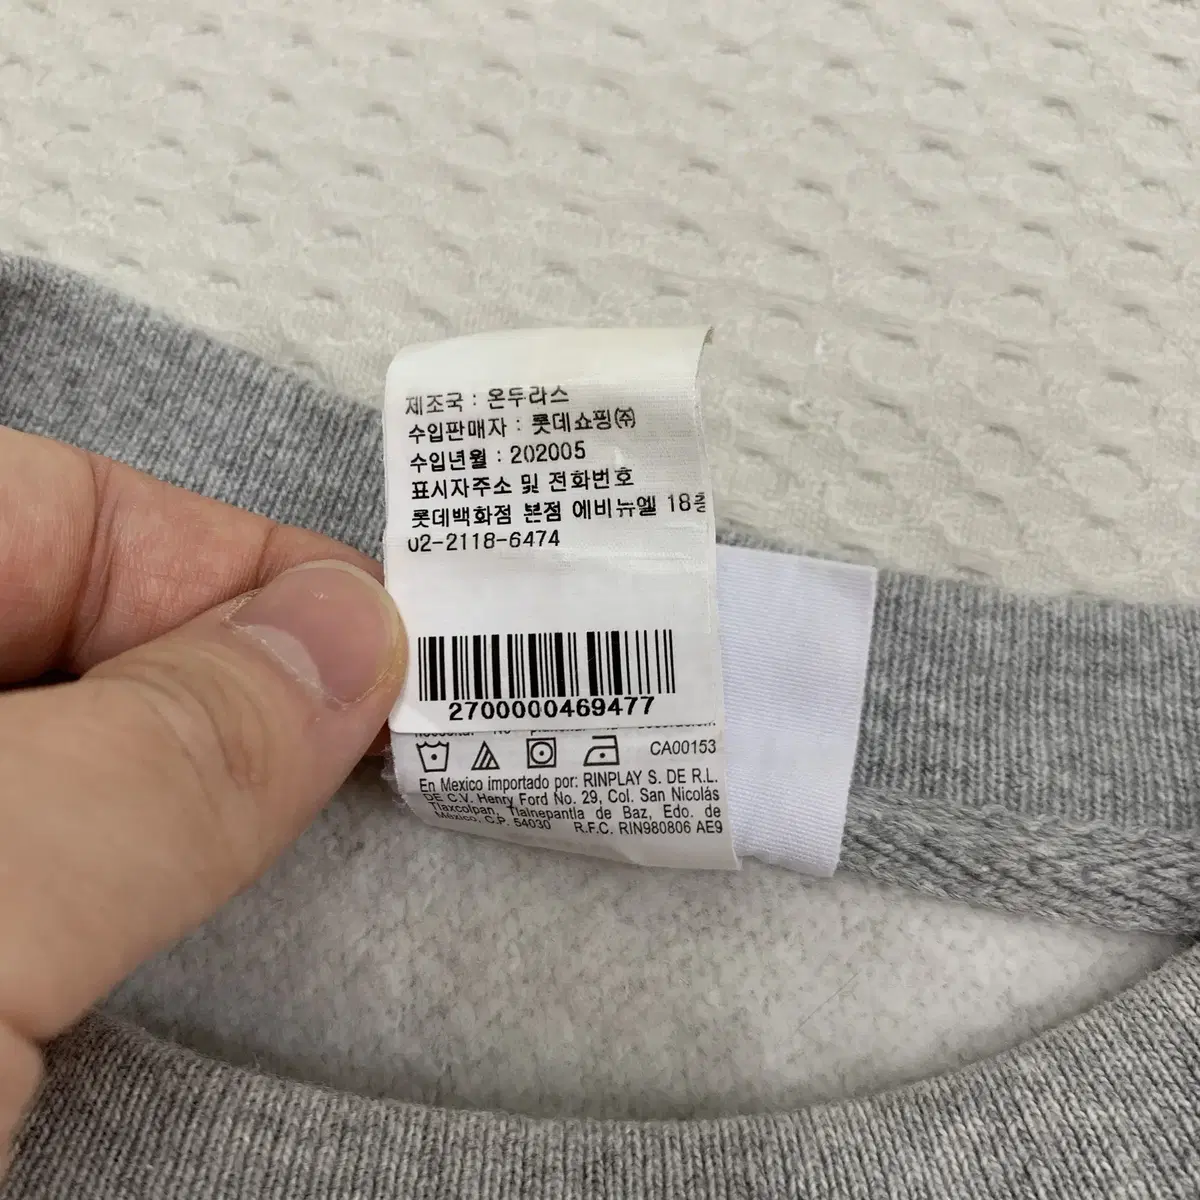 제조국 : 온두라스
수입판매자 : 롯데쇼핑㈜
수입년월 : 202005
표시자주소 및 전화번호
롯데백화점 본점 에비뉴엘 18층
02-2118-6474
2700000469477
CA00153
En Mexico importado por: RINPLAY S. DE R.L.
DE C.V. Henry Ford No. 29, Col. San Nicolás
Tlaxcolpan, Tlalnepantla de Baz, Edo. de
México, C.P. 54030 R.F.C. RIN980806 AE9